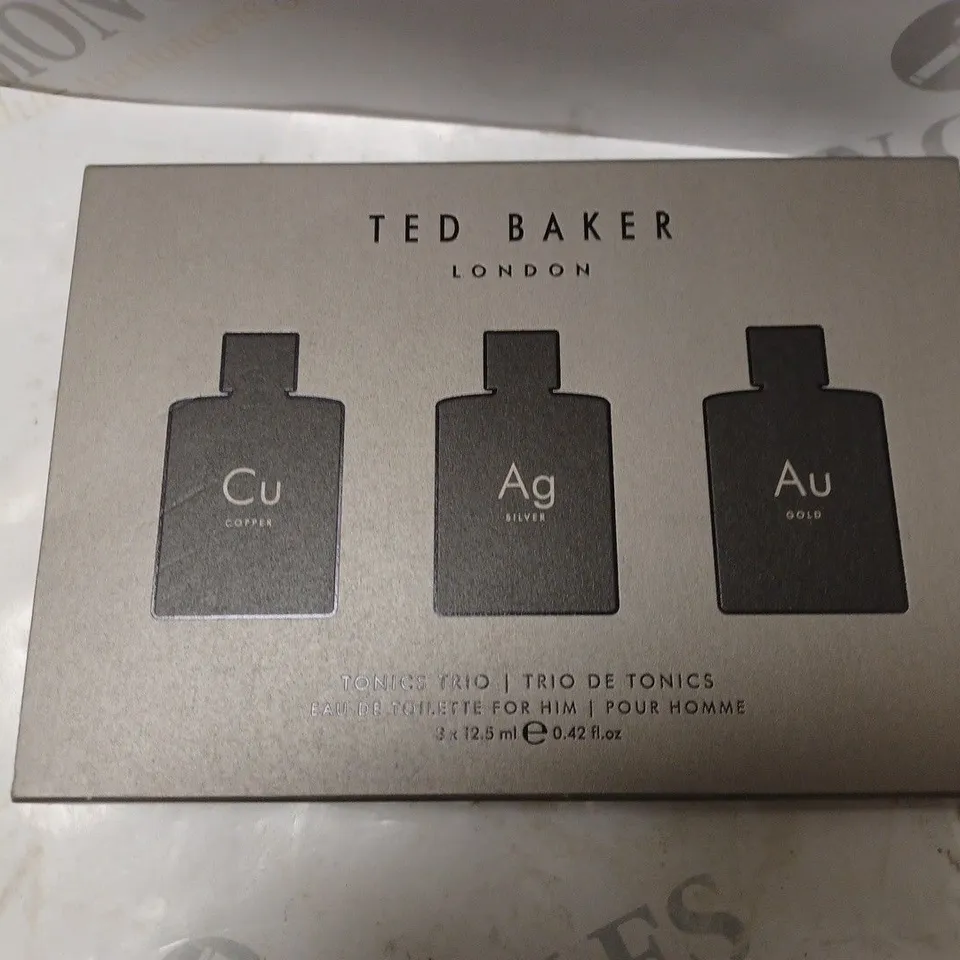 TED BAKER
LONDON
Cu
COPPER
Ag
SILVER
Au
GOLD
TONICS TRIO | TRIO DE TONICS
EAU DE TOILETTE FOR HIM | POUR HOMME
3 x 12.5 ml ℮ 0.42 fl.oz